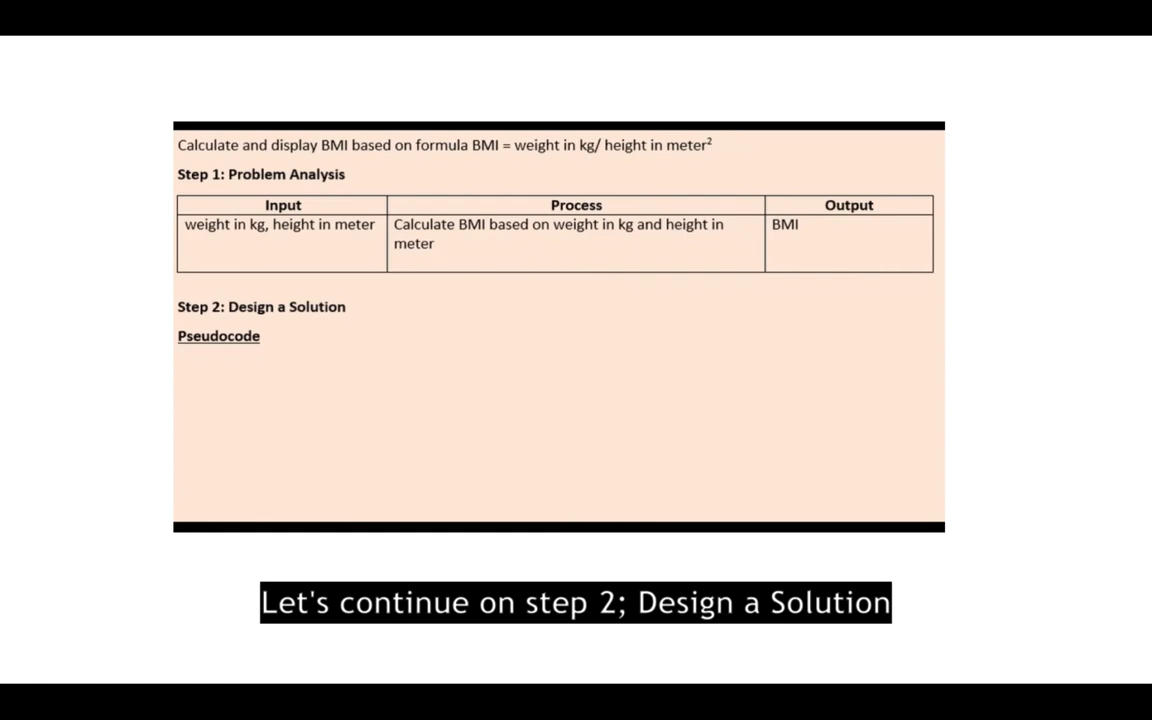 Calculate and display BMI based on formula BMI = weight in kg/ height in meter²
Step 1: Problem Analysis
Input Process Output
weight in kg, height in meter Calculate BMI based on weight in kg and height in BMI
meter
Step 2: Design a Solution
Pseudocode
Let's continue on step 2; Design a Solution